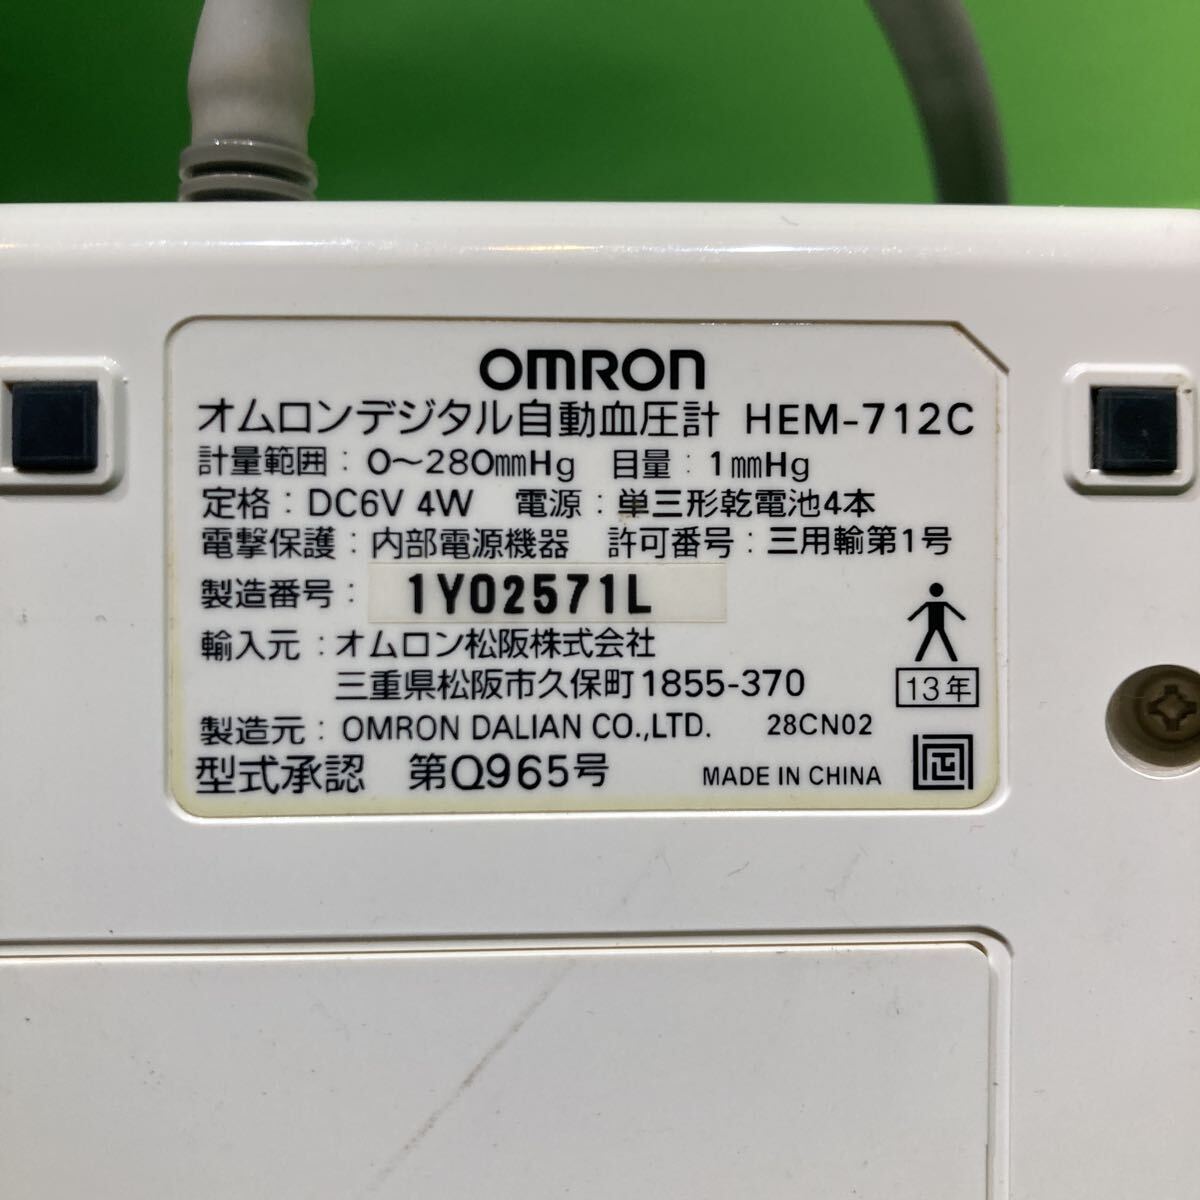 OMRON
オムロンデジタル自動血圧計 HEM-712C
計量範囲：0～280mmHg 目量：1mmHg
定格：DC6V 4W 電源：単三形乾電池4本
電撃保護：内部電源機器 許可番号：三用輸第1号
製造番号： 1Y02571L
輸入元：オムロン松阪株式会社
三重県松阪市久保町1855-370
13年
製造元：OMRON DALIAN CO.,LTD. 28CN02
型式承認 第Q965号 MADE IN CHINA